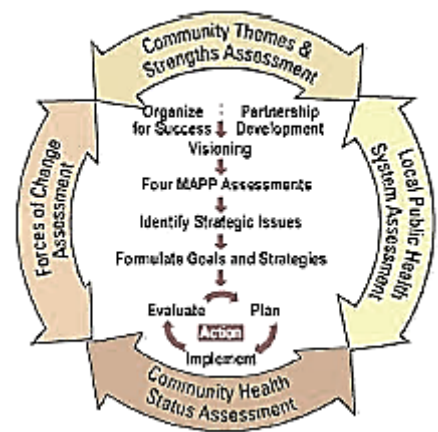 Community Themes &
Strengths Assessment
Organize
for Success
Partnership
Development
Visioning
Four MAPP Assessments
Identify Strategic Issues
Formulate Goals and Strategies
Evaluate
Plan
Action
Implement
Forces of Change
Assessment
Local Public Health
System Assessment
Community Health
Status Assessment